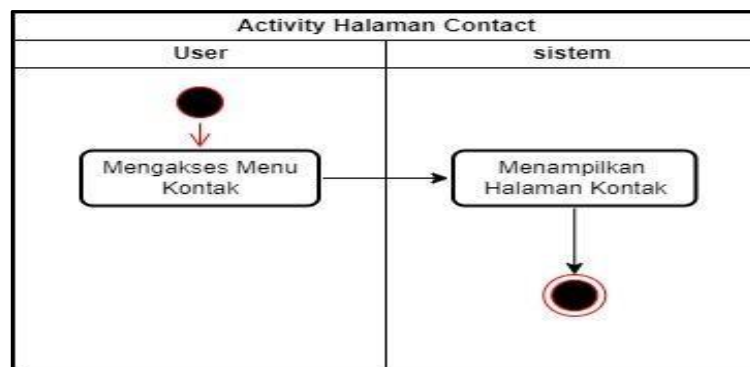 Activity Halaman Contact
User
sistem
Mengakses Menu
Kontak
Menampilkan
Halaman Kontak